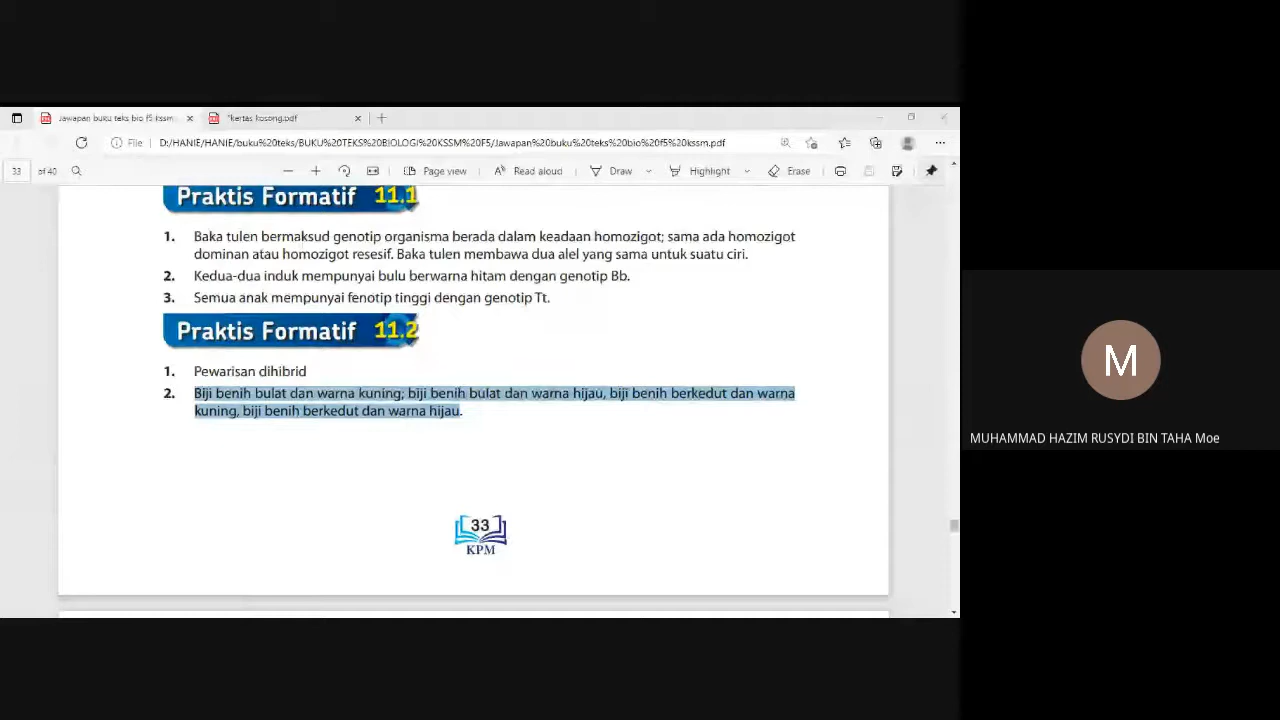 Jawapan buku teks bio f5 kssm
*kertas kosong.pdf
File D:/HANIE/HANIE/buku%20teks/BUKU%20TEKS%20BIOLOGI%20KSSM%20F5/Jawapan%20buku%20teks%20bio%20f5%20kssm.pdf
33 of 40 Page view Read aloud Draw Highlight Erase
Praktis Formatif 11.1
1. Baka tulen bermaksud genotip organisma berada dalam keadaan homozigot; sama ada homozigot
dominan atau homozigot resesif. Baka tulen membawa dua alel yang sama untuk suatu ciri.
2. Kedua-dua induk mempunyai bulu berwarna hitam dengan genotip Bb.
3. Semua anak mempunyai fenotip tinggi dengan genotip Tt.
Praktis Formatif 11.2
1. Pewarisan dihibrid
2. Biji benih bulat dan warna kuning; biji benih bulat dan warna hijau, biji benih berkedut dan warna
kuning, biji benih berkedut dan warna hijau.
33
KPM
M
MUHAMMAD HAZIM RUSYDI BIN TAHA Moe